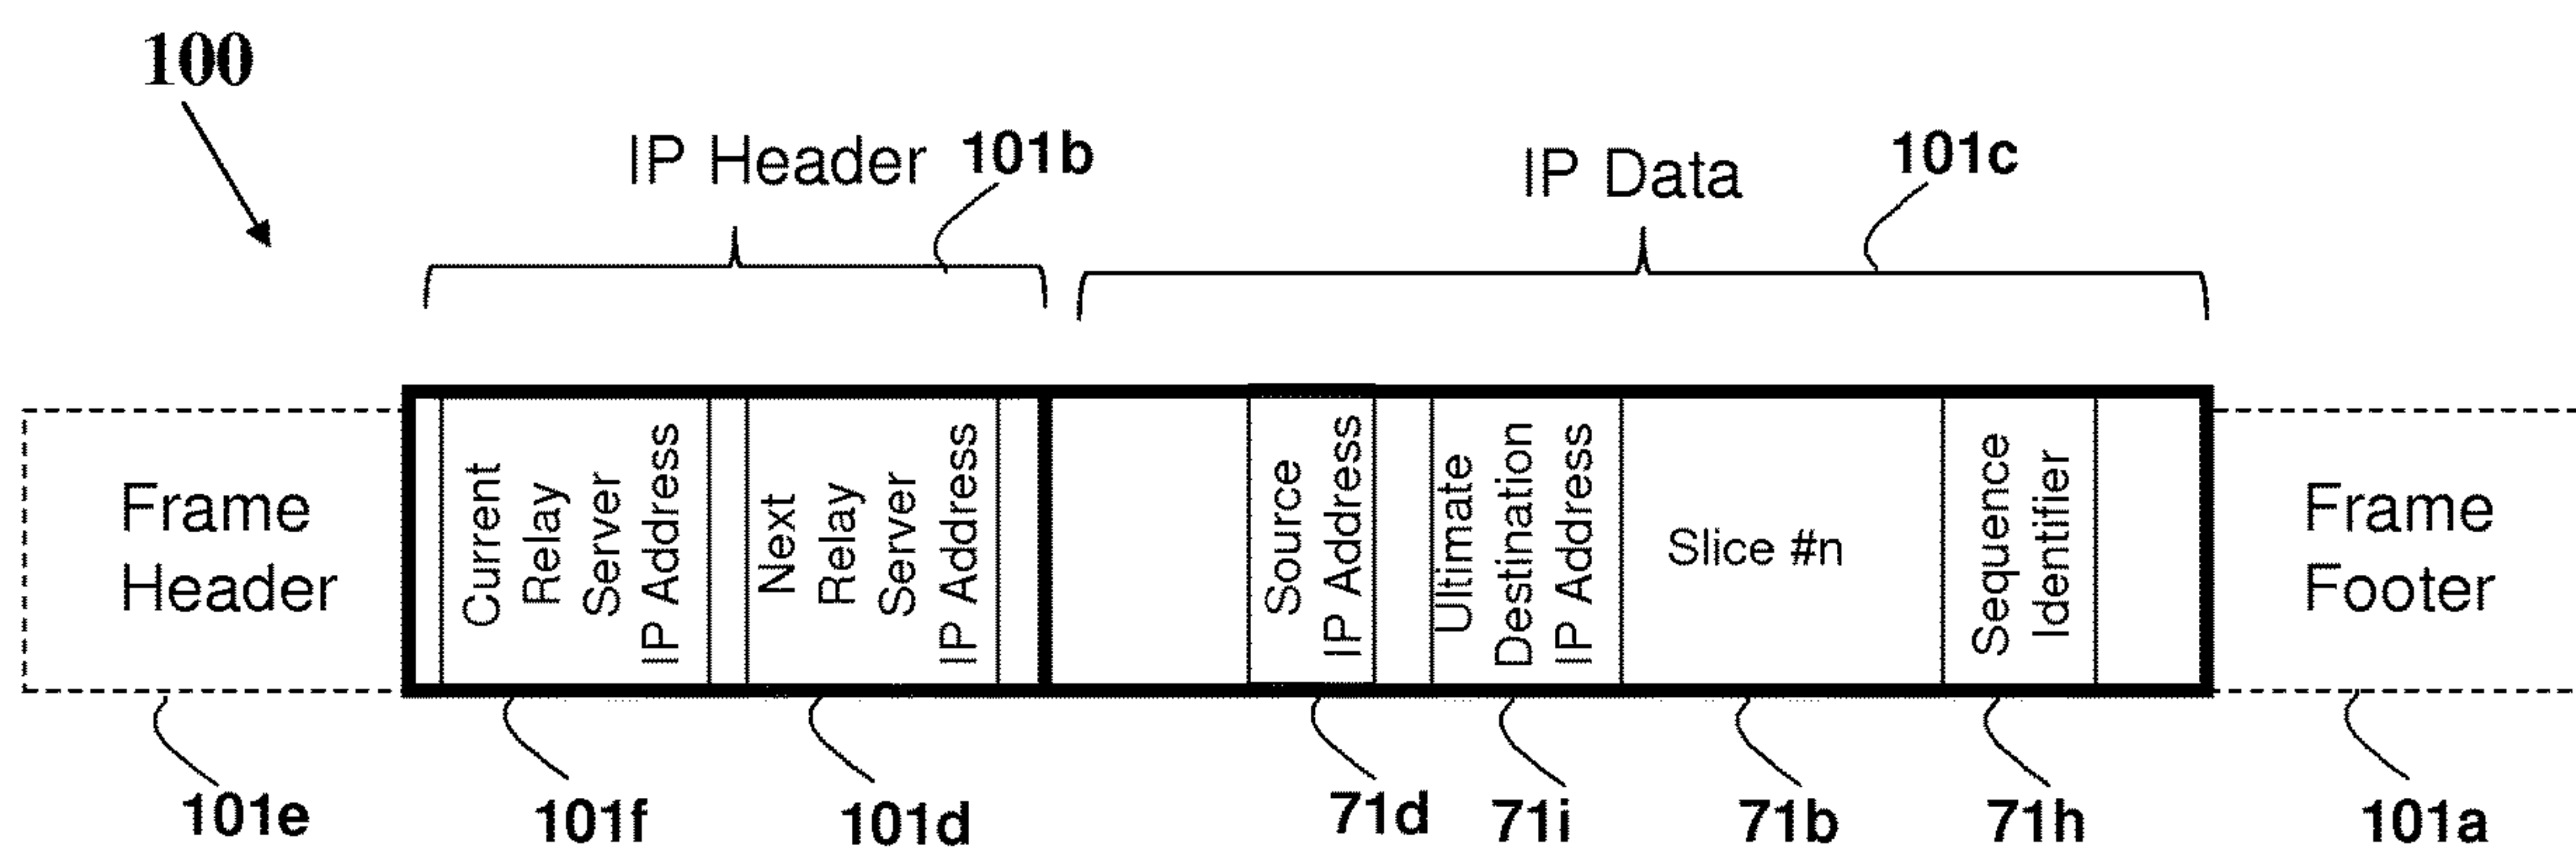 100
IP Header 101b
IP Data 101c
Frame
Header
Current
Relay
Server
IP Address
Next
Relay
Server
IP Address
Source
IP Address
Ultimate
Destination
IP Address
Slice #n
Sequence
Identifier
Frame
Footer
101e
101f
101d
71d
71i
71b
71h
101a